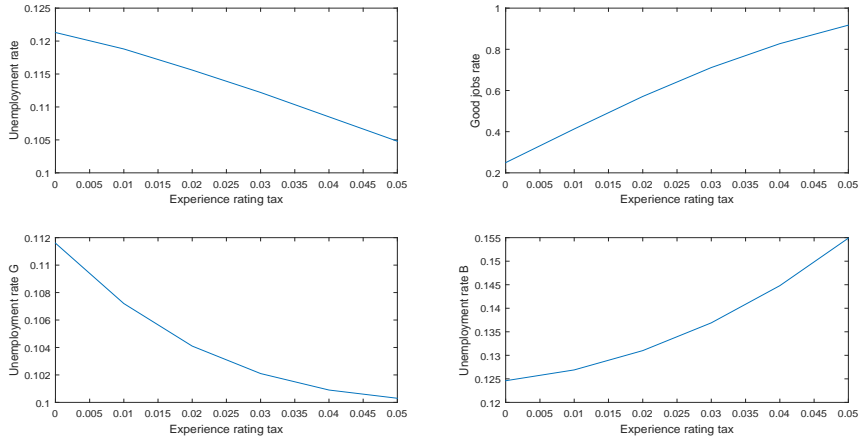 0.125
0.12
0.115
0.11
0.105
0.1
Unemployment rate
0 0.005 0.01 0.015 0.02 0.025 0.03 0.035 0.04 0.045 0.05
Experience rating tax
1
0.8
0.6
0.4
0.2
Good jobs rate
0 0.005 0.01 0.015 0.02 0.025 0.03 0.035 0.04 0.045 0.05
Experience rating tax
0.112
0.11
0.108
0.106
0.104
0.102
0.1
Unemployment rate G
0 0.005 0.01 0.015 0.02 0.025 0.03 0.035 0.04 0.045 0.05
Experience rating tax
0.155
0.15
0.145
0.14
0.135
0.13
0.125
0.12
Unemployment rate B
0 0.005 0.01 0.015 0.02 0.025 0.03 0.035 0.04 0.045 0.05
Experience rating tax